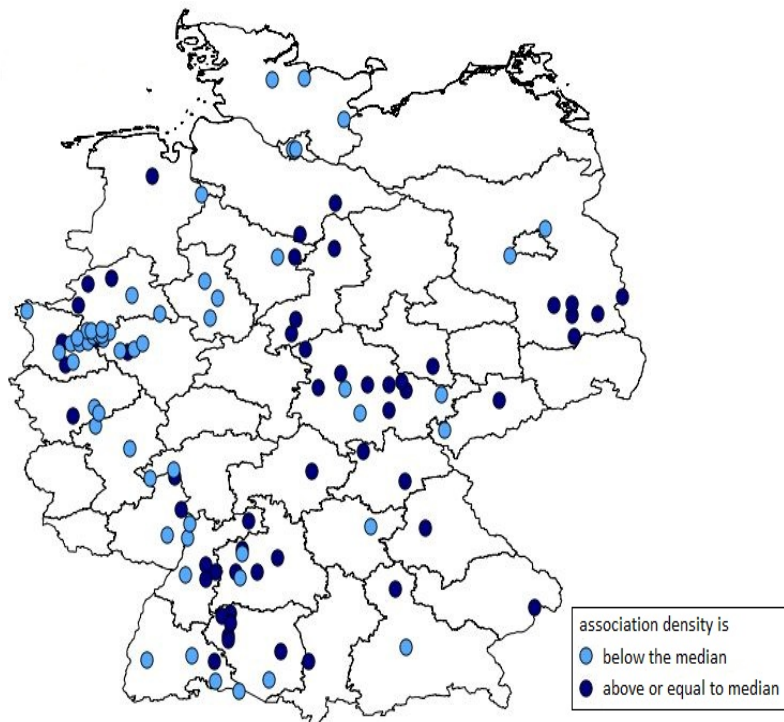 association density is
below the median
above or equal to median